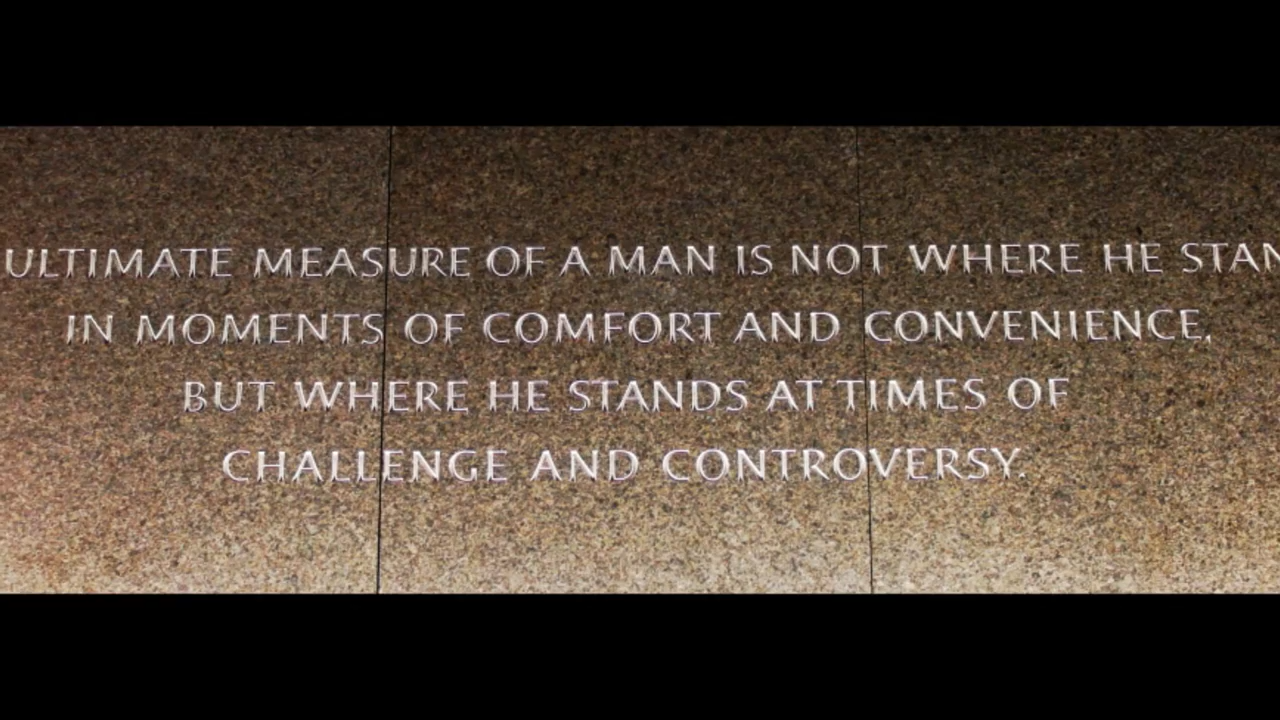 ULTIMATE MEASURE OF A MAN IS NOT WHERE HE STAN
IN MOMENTS OF COMFORT AND CONVENIENCE,
BUT WHERE HE STANDS AT TIMES OF
CHALLENGE AND CONTROVERSY.